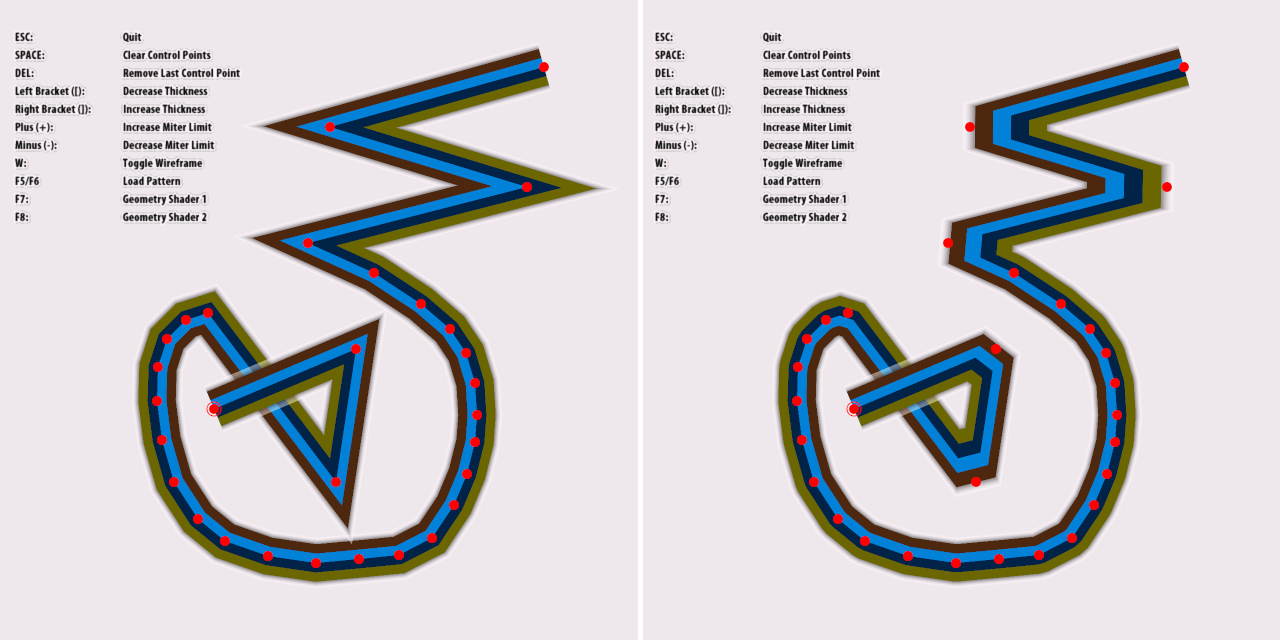 ESC: Quit
SPACE: Clear Control Points
DEL: Remove Last Control Point
Left Bracket ([): Decrease Thickness
Right Bracket (]): Increase Thickness
Plus (+): Increase Miter Limit
Minus (-): Decrease Miter Limit
W: Toggle Wireframe
F5/F6 Load Pattern
F7: Geometry Shader 1
F8: Geometry Shader 2
ESC: Quit
SPACE: Clear Control Points
DEL: Remove Last Control Point
Left Bracket ([): Decrease Thickness
Right Bracket (]): Increase Thickness
Plus (+): Increase Miter Limit
Minus (-): Decrease Miter Limit
W: Toggle Wireframe
F5/F6 Load Pattern
F7: Geometry Shader 1
F8: Geometry Shader 2